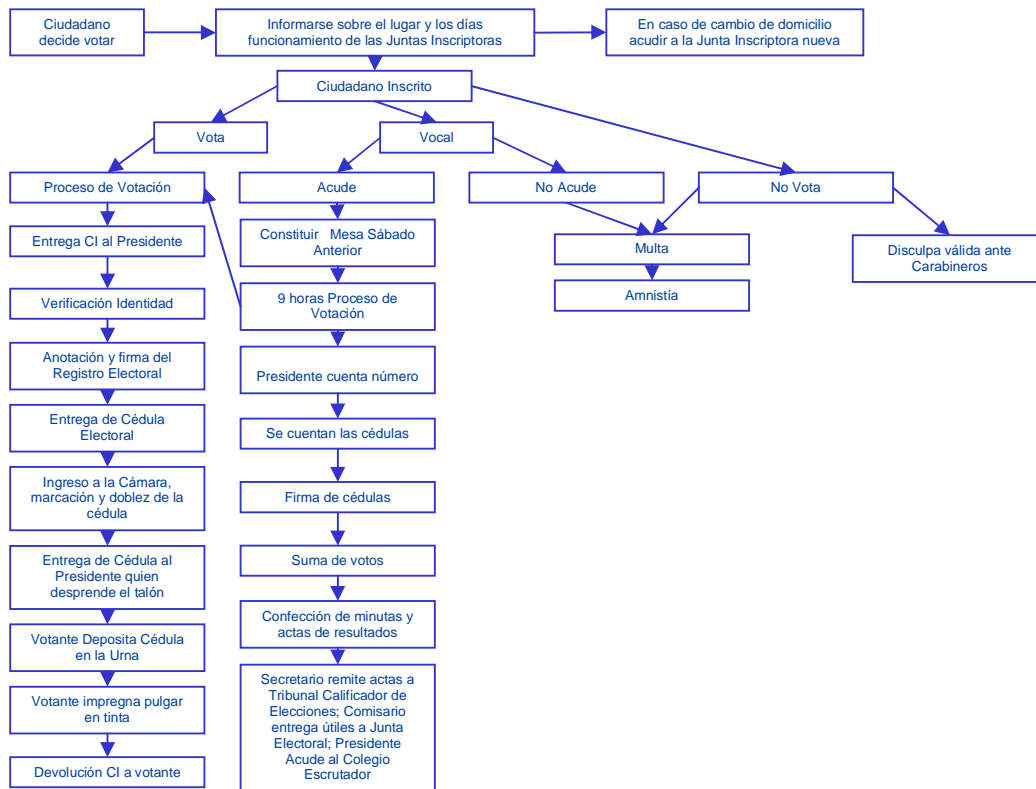 Ciudadano
decide votar
Informarse sobre el lugar y los días
funcionamiento de las Juntas Inscriptoras
En caso de cambio de domicilio
acudir a la Junta Inscriptora nueva
Ciudadano Inscrito
Vota
Vocal
Proceso de Votación
Acude
No Acude
No Vota
Entrega CI al Presidente
Constituir Mesa Sábado
Anterior
Multa
Disculpa válida ante
Carabineros
Verificación Identidad
9 horas Proceso de
Votación
Amnistía
Anotación y firma del
Registro Electoral
Presidente cuenta número
Entrega de Cédula
Electoral
Se cuentan las cédulas
Ingreso a la Cámara,
marcación y doblez de la
cédula
Firma de cédulas
Entrega de Cédula al
Presidente quien
desprende el talón
Suma de votos
Votante Deposita Cédula
en la Urna
Confección de minutas y
actas de resultados
Votante impregna pulgar
en tinta
Secretario remite actas a
Tribunal Calificador de
Elecciones; Comisario
entrega útiles a Junta
Electoral; Presidente
Acude al Colegio
Escrutador
Devolución CI a votante